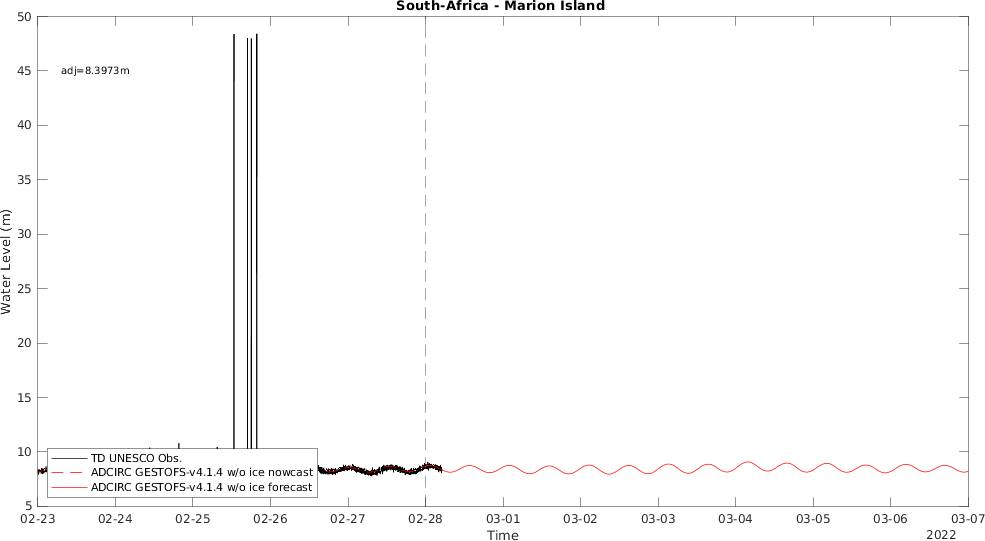 South-Africa - Marion Island
50
45
40
35
30
25
20
15
10
5
Water Level (m)
adj=8.3973m
TD UNESCO Obs.
ADCIRC GESTOFS-v4.1.4 w/o ice nowcast
ADCIRC GESTOFS-v4.1.4 w/o ice forecast
02-23 02-24 02-25 02-26 02-27 02-28 03-01 03-02 03-03 03-04 03-05 03-06 03-07
Time
2022